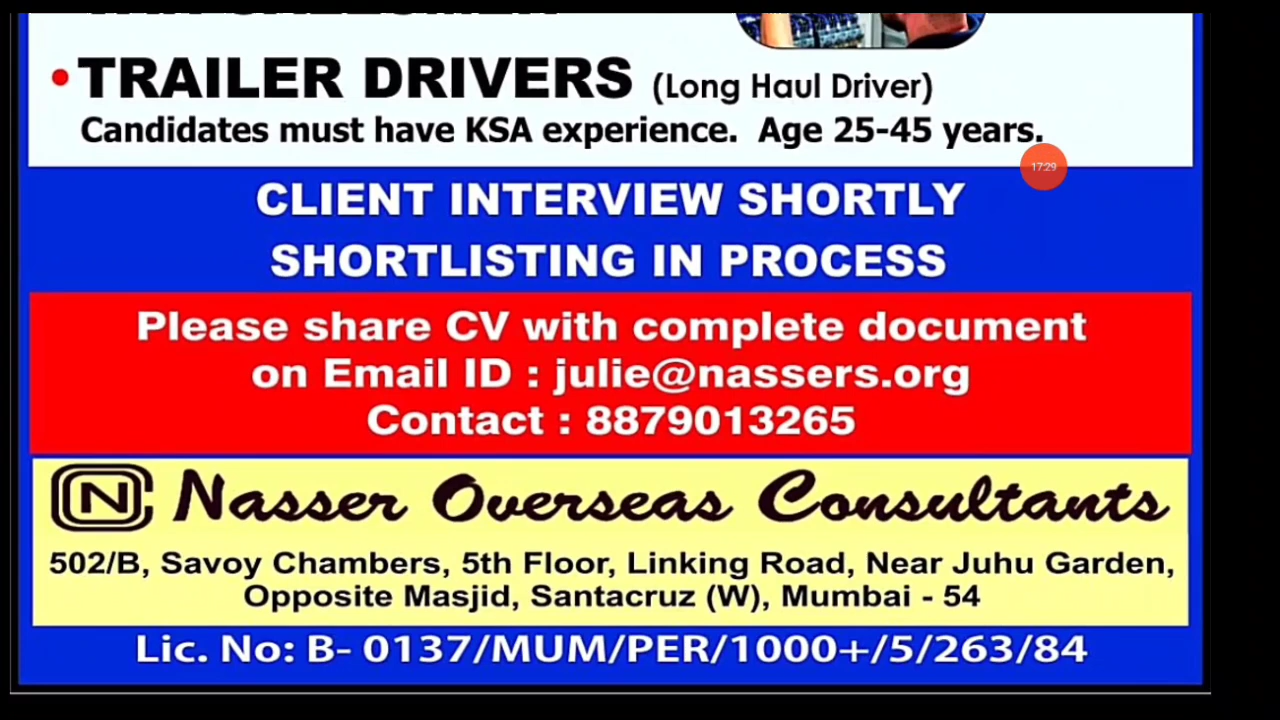 • TRAILER DRIVERS (Long Haul Driver)
Candidates must have KSA experience. Age 25-45 years.
17:29
CLIENT INTERVIEW SHORTLY
SHORTLISTING IN PROCESS
Please share CV with complete document
on Email ID : julie@nassers.org
Contact : 8879013265
N Nasser Overseas Consultants
502/B, Savoy Chambers, 5th Floor, Linking Road, Near Juhu Garden,
Opposite Masjid, Santacruz (W), Mumbai - 54
Lic. No: B- 0137/MUM/PER/1000+/5/263/84